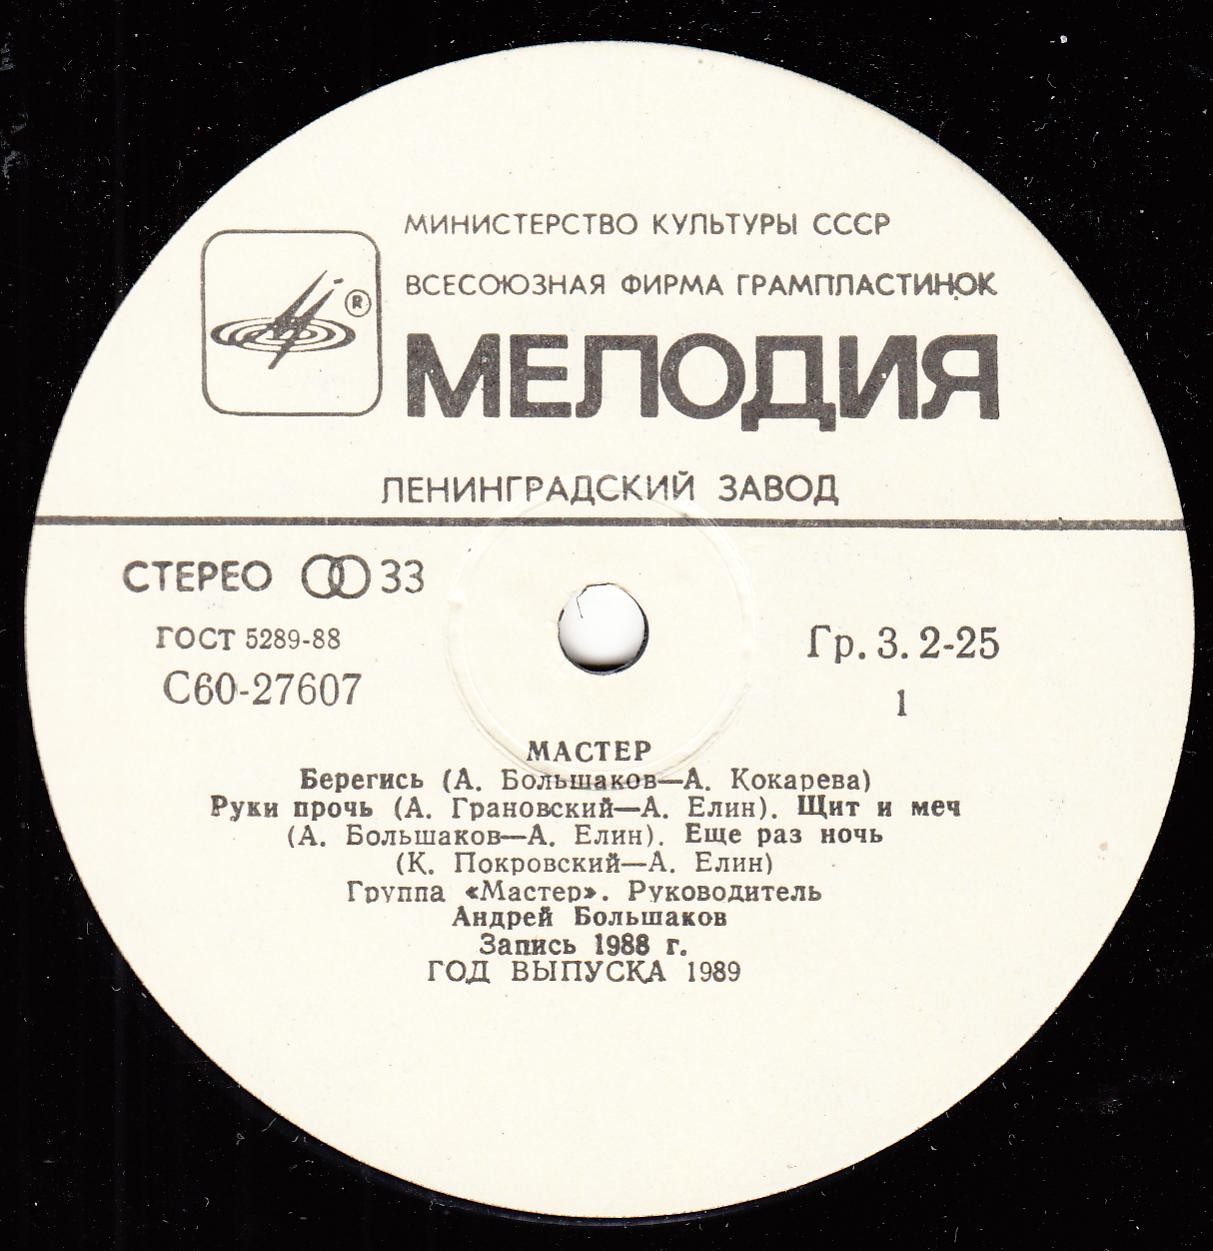 МИНИСТЕРСТВО КУЛЬТУРЫ СССР
ВСЕСОЮЗНАЯ ФИРМА ГРАМПЛАСТИНОК
®
МЕЛОДИЯ
ЛЕНИНГРАДСКИЙ ЗАВОД
СТЕРЕО 33
ГОСТ 5289-88
Гр. 3. 2-25
С60-27607
1
МАСТЕР
Берегись (А. Большаков—А. Кокарева)
Руки прочь (А. Грановский—А. Елин). Щит и меч
(А. Большаков—А. Елин). Еще раз ночь
(К. Покровский—А. Елин)
Группа «Мастер». Руководитель
Андрей Большаков
Запись 1988 г.
ГОД ВЫПУСКА 1989